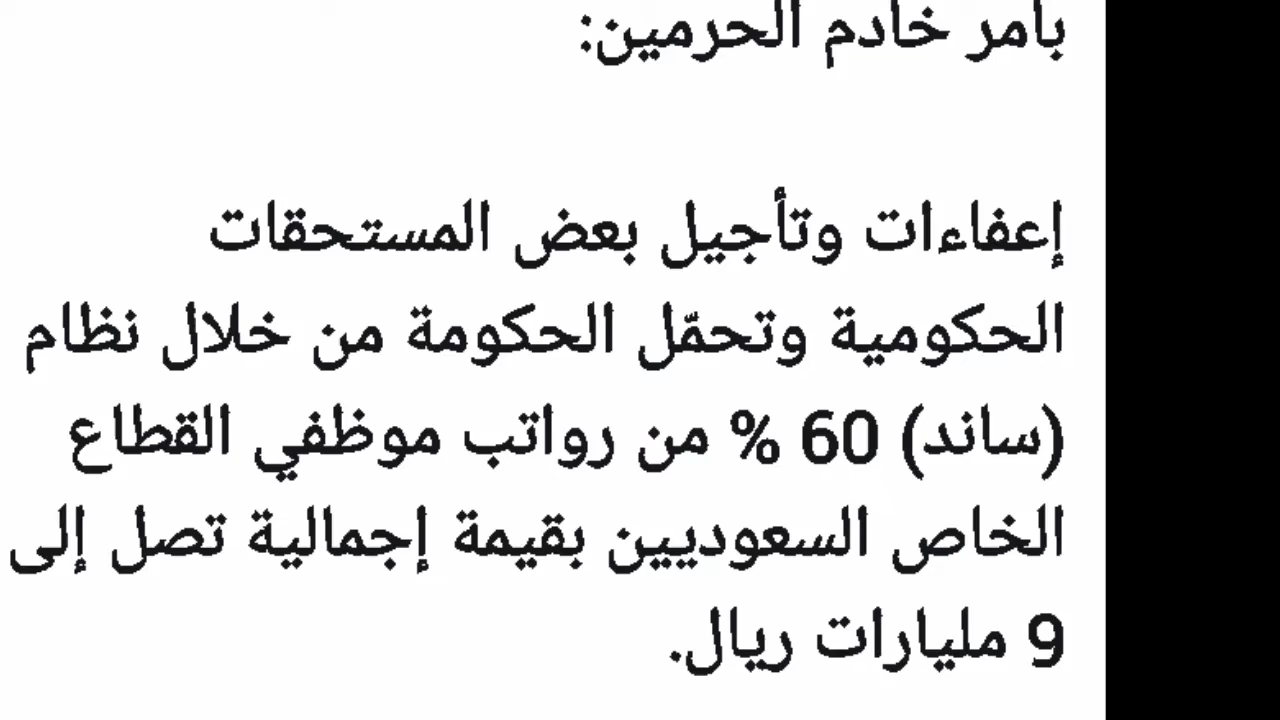 بأمر خادم الحرمين:
إعفاءات وتأجيل بعض المستحقات
الحكومية وتحمّل الحكومة من خلال نظام
(ساند) 60 % من رواتب موظفي القطاع
الخاص السعوديين بقيمة إجمالية تصل إلى
9 مليارات ريال.